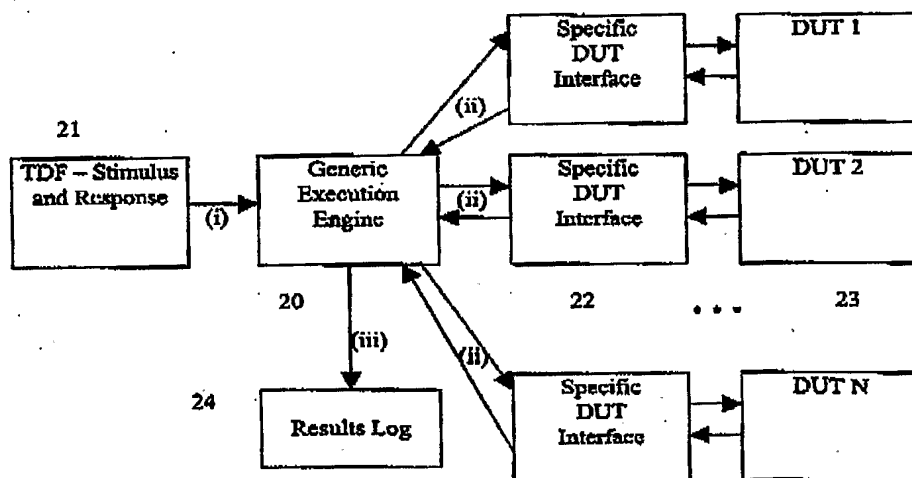 Specific
DUT
Interface
DUT 1
(ii)
21
TDF – Stimulus
and Response
(i)
Generic
Execution
Engine
(ii)
Specific
DUT
Interface
DUT 2
20
22
. . .
23
(iii)
(ii)
24
Results Log
Specific
DUT
Interface
DUT N